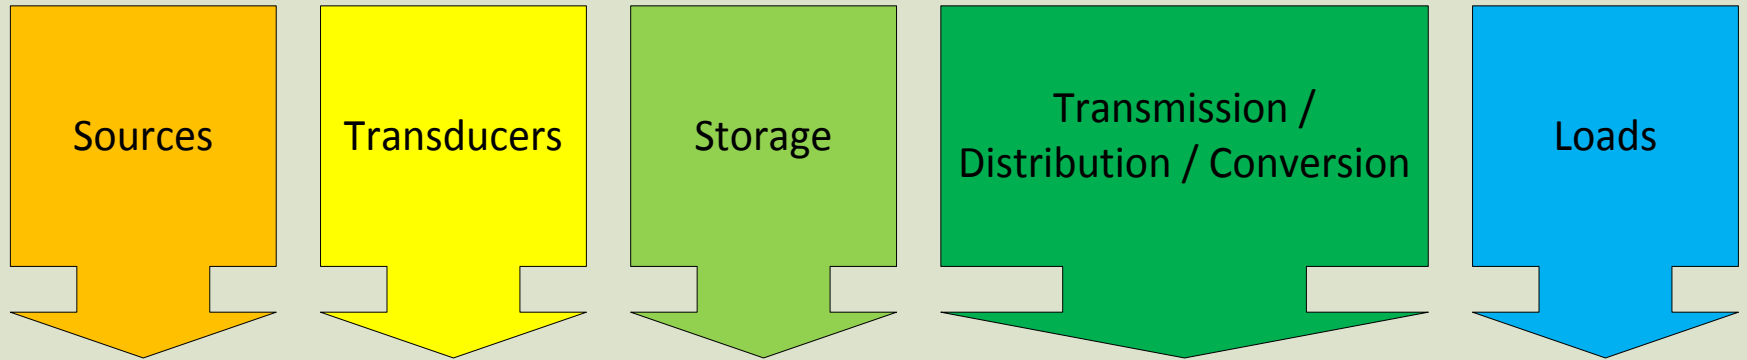 Sources
Transducers
Storage
Transmission /
Distribution / Conversion
Loads